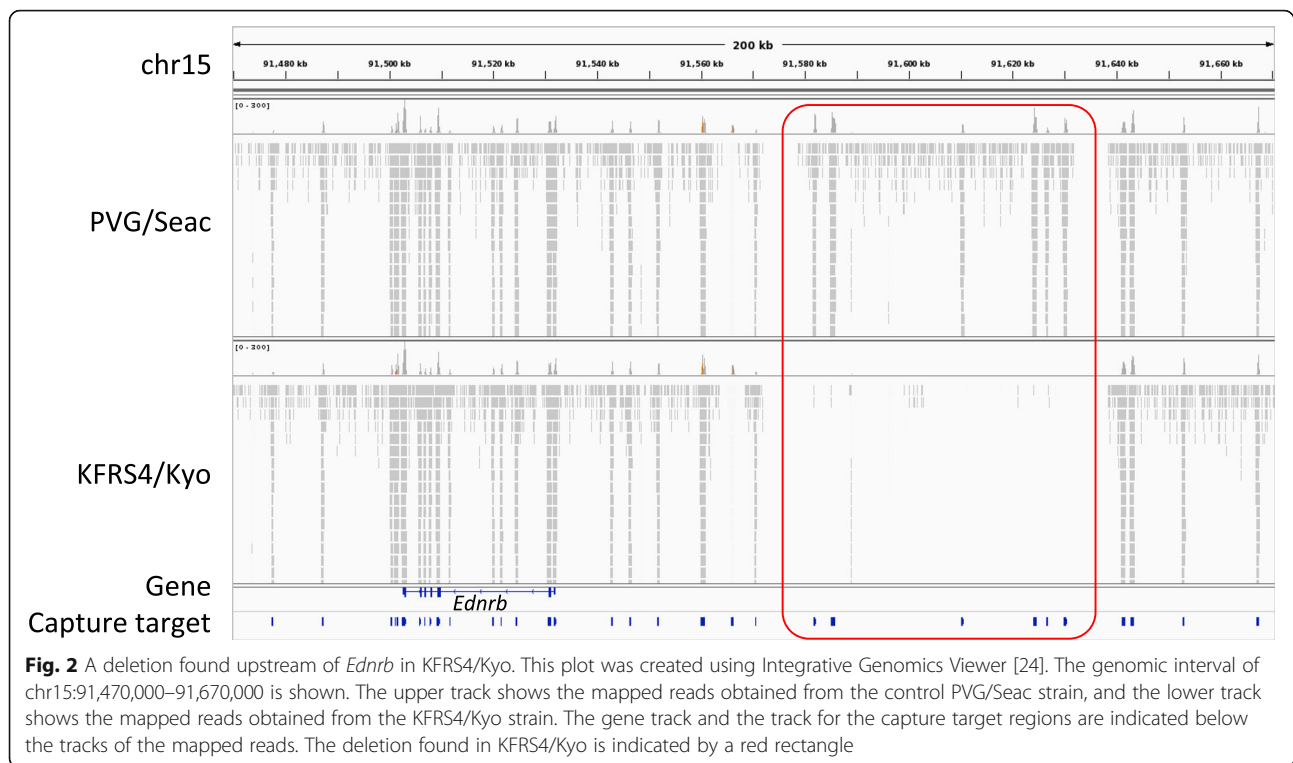 200 kb
chr15
91,480 kb 91,500 kb 91,520 kb 91,540 kb 91,560 kb 91,580 kb 91,600 kb 91,620 kb 91,640 kb 91,660 kb
[0 - 300]
PVG/Seac
[0 - 300]
KFRS4/Kyo
Gene
Ednrb
Capture target
Fig. 2 A deletion found upstream of Ednrb in KFRS4/Kyo. This plot was created using Integrative Genomics Viewer [24]. The genomic interval of
chr15:91,470,000–91,670,000 is shown. The upper track shows the mapped reads obtained from the control PVG/Seac strain, and the lower track
shows the mapped reads obtained from the KFRS4/Kyo strain. The gene track and the track for the capture target regions are indicated below
the tracks of the mapped reads. The deletion found in KFRS4/Kyo is indicated by a red rectangle